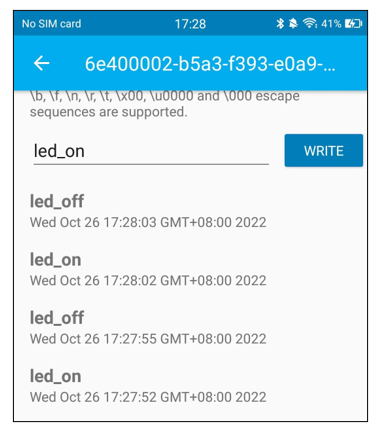 No SIM card 17:28 41%
6e400002-b5a3-f393-e0a9-...
\b, \f, \n, \r, \t, \x00, \u0000 and \000 escape
sequences are supported.
led_on WRITE
led_off
Wed Oct 26 17:28:03 GMT+08:00 2022
led_on
Wed Oct 26 17:28:02 GMT+08:00 2022
led_off
Wed Oct 26 17:27:55 GMT+08:00 2022
led_on
Wed Oct 26 17:27:52 GMT+08:00 2022